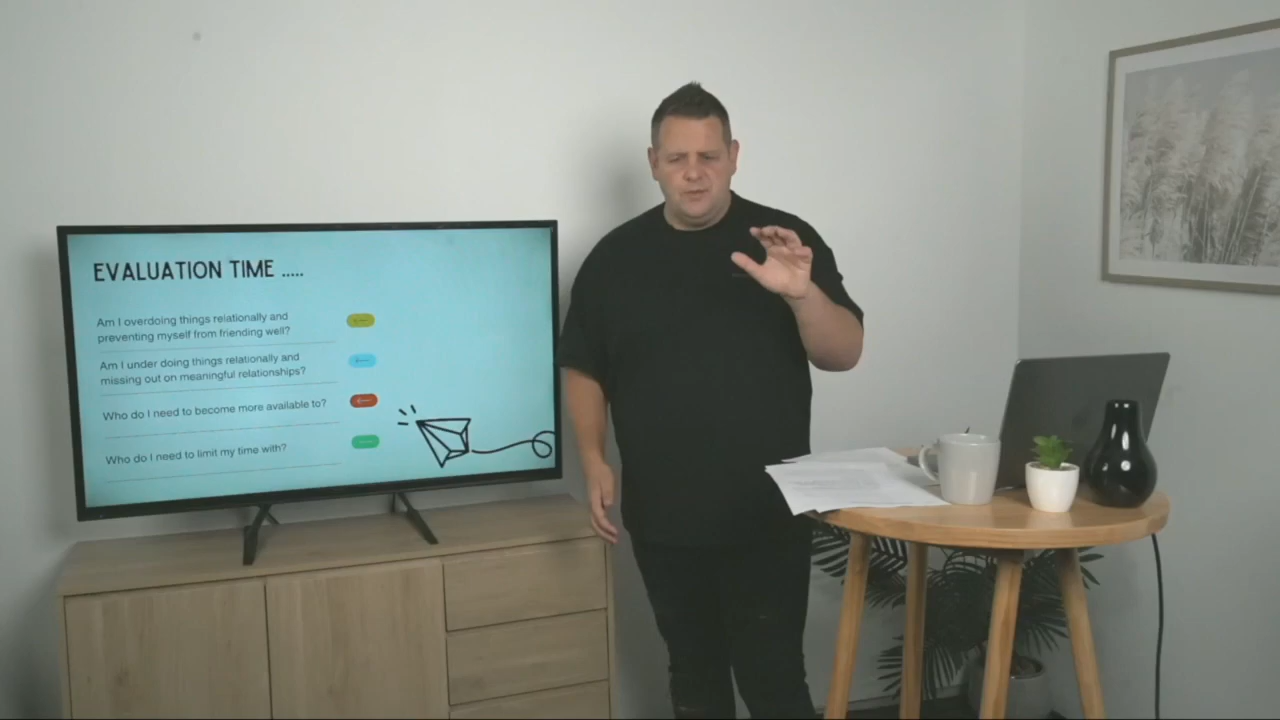 EVALUATION TIME .....
Am I overdoing things relationally and
preventing myself from friending well?
Am I under doing things relationally and
missing out on meaningful relationships?
Who do I need to become more available to?
Who do I need to limit my time with?